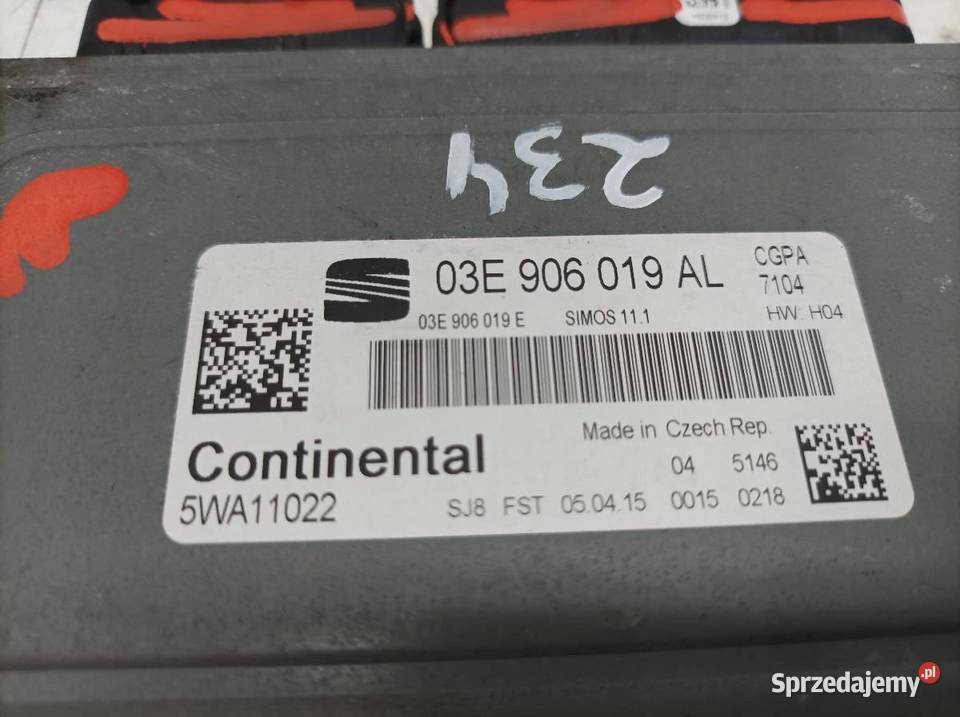 234
03E 906 019 AL
CGPA
7104
03E 906 019 E
SIMOS 11.1
HW: H04
Made in Czech Rep.
Continental
04 5146
5WA11022
SJ8 FST 05.04.15 0015 0218
Sprzedajemy.pl